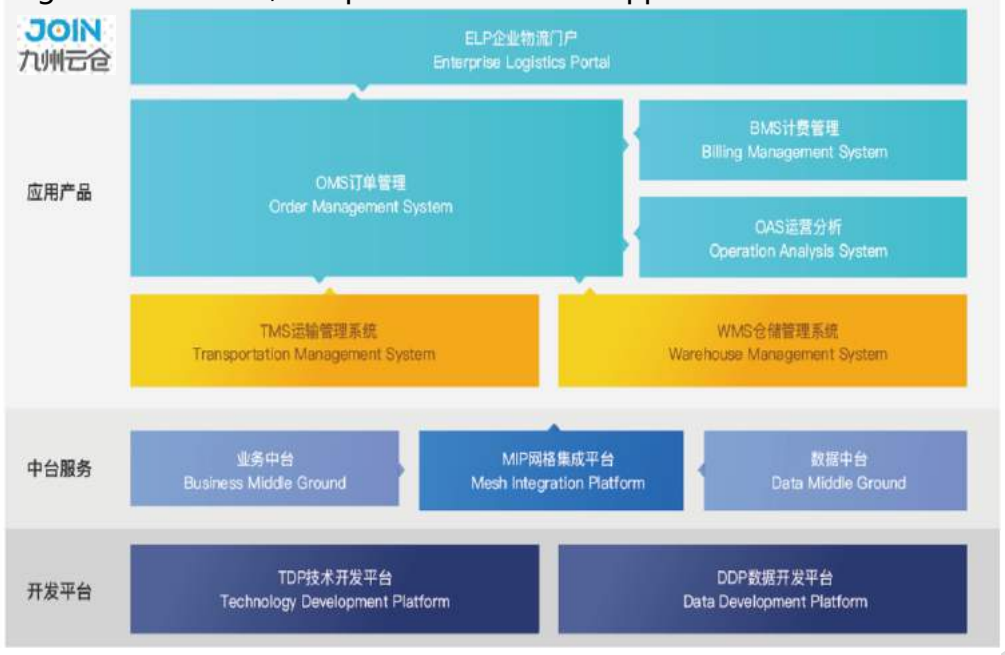 JOIN
九州云仓
ELP企业物流门户
Enterprise Logistics Portal
应用产品
OMS订单管理
Order Management System
BMS计费管理
Billing Management System
OAS运营分析
Operation Analysis System
TMS运输管理系统
Transportation Management System
WMS仓储管理系统
Warehouse Management System
中台服务
业务中台
Business Middle Ground
MIP网格集成平台
Mesh Integration Platform
数据中台
Data Middle Ground
开发平台
TDP技术开发平台
Technology Development Platform
DDP数据开发平台
Data Development Platform